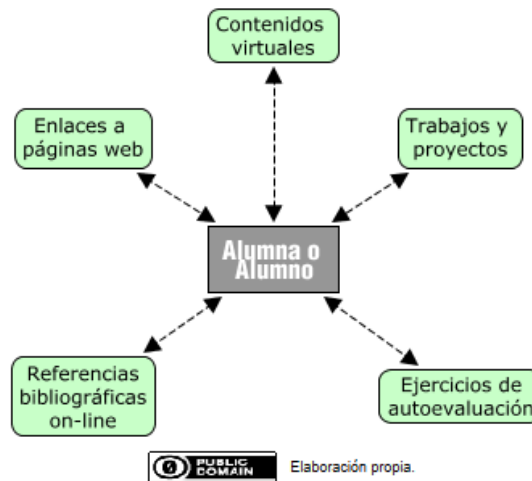 Contenidos
virtuales
Enlaces a
páginas web
Trabajos y
proyectos
Alumna o
Alumno
Referencias
bibliográficas
on-line
Ejercicios de
autoevaluación
PUBLIC
DOMAIN
Elaboración propia.